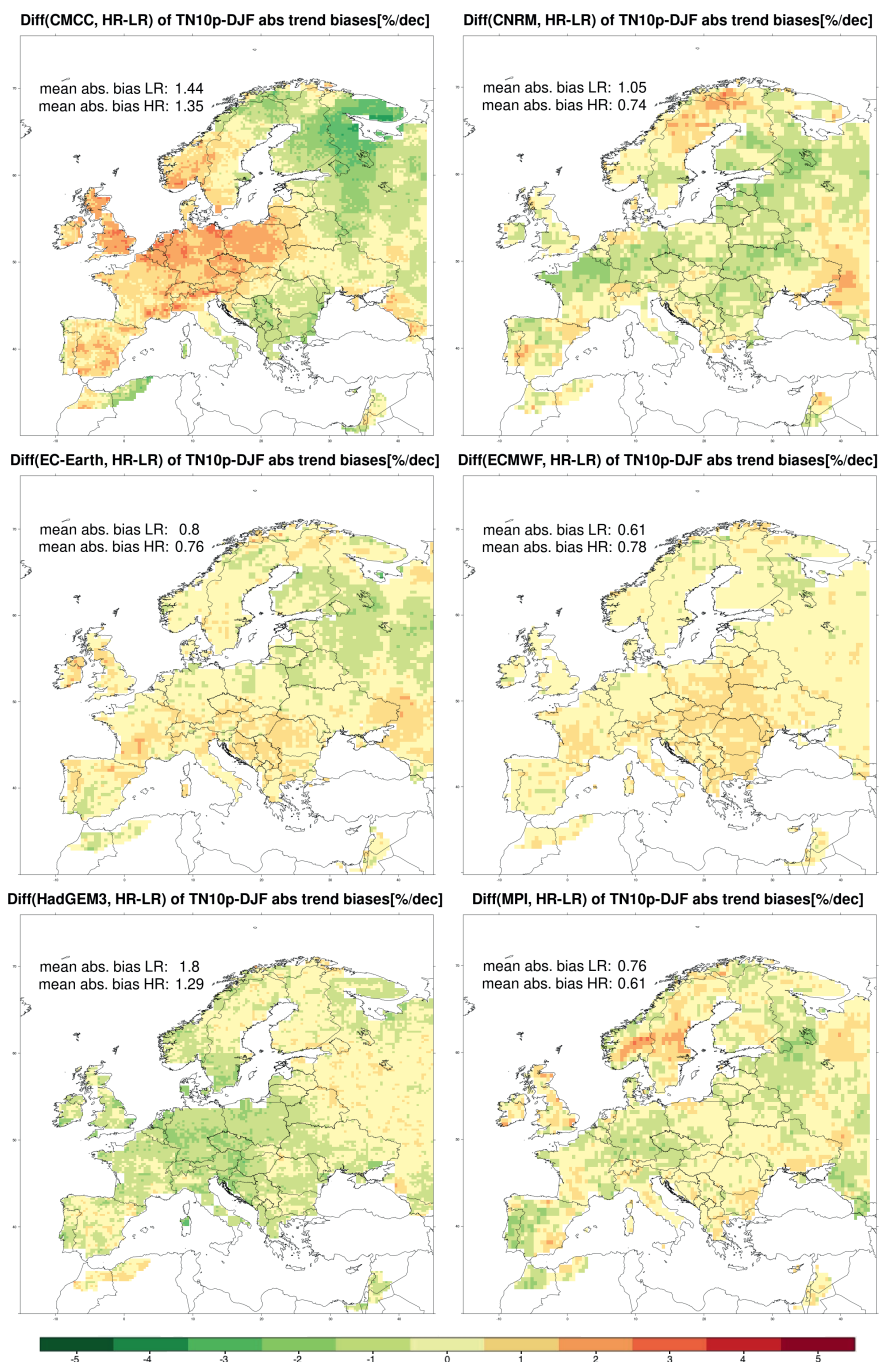 Diff(CMCC, HR-LR) of TN10p-DJF abs trend biases[%/dec]
mean abs. bias LR: 1.44
mean abs. bias HR: 1.35
Diff(CNRM, HR-LR) of TN10p-DJF abs trend biases[%/dec]
mean abs. bias LR: 1.05
mean abs. bias HR: 0.74
Diff(EC-Earth, HR-LR) of TN10p-DJF abs trend biases[%/dec]
mean abs. bias LR: 0.8
mean abs. bias HR: 0.76
Diff(ECMWF, HR-LR) of TN10p-DJF abs trend biases[%/dec]
mean abs. bias LR: 0.61
mean abs. bias HR: 0.78
Diff(HadGEM3, HR-LR) of TN10p-DJF abs trend biases[%/dec]
mean abs. bias LR: 1.8
mean abs. bias HR: 1.29
Diff(MPI, HR-LR) of TN10p-DJF abs trend biases[%/dec]
mean abs. bias LR: 0.76
mean abs. bias HR: 0.61
-5 -4 -3 -2 -1 0 1 2 3 4 5